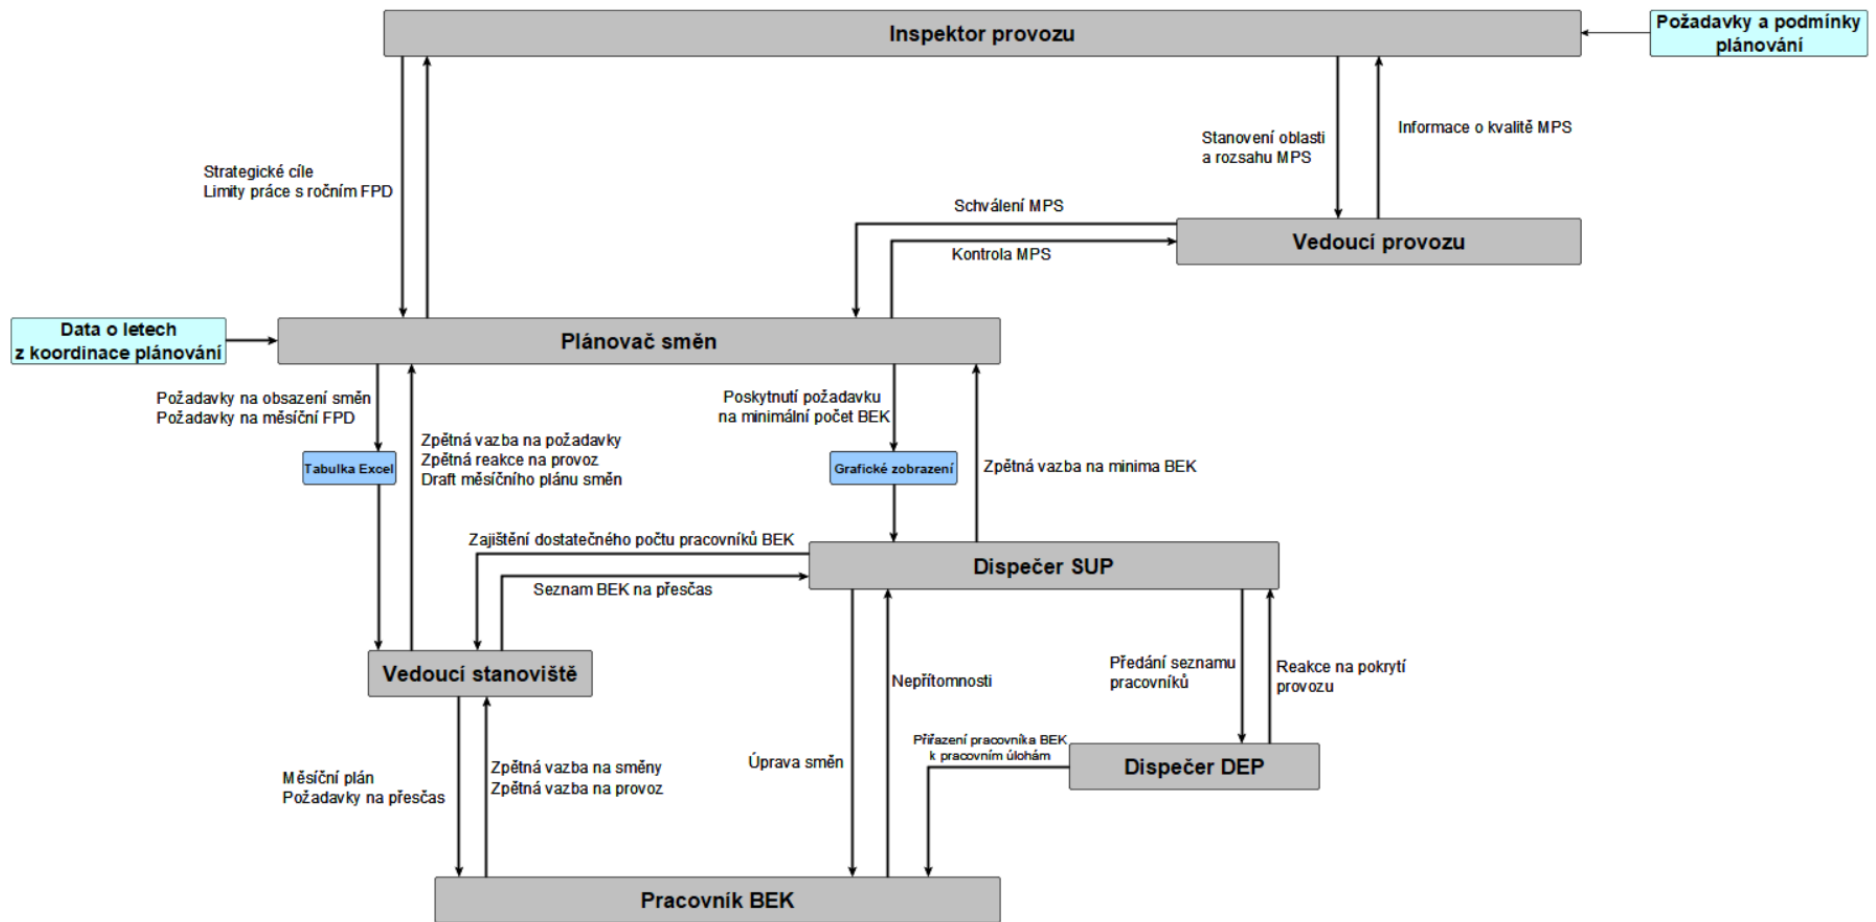 Inspektor provozu
Požadavky a podmínky
plánování
Strategické cíle
Limity práce s ročním FPD
Stanovení oblasti
a rozsahu MPS
Informace o kvalitě MPS
Schválení MPS
Kontrola MPS
Vedoucí provozu
Data o letech
z koordinace plánování
Plánovač směn
Požadavky na obsazení směn
Požadavky na měsíční FPD
Zpětná vazba na požadavky
Zpětná reakce na provoz
Draft měsíčního plánu směn
Poskytnutí požadavku
na minimální počet BEK
Tabulka Excel
Grafické zobrazení
Zpětná vazba na minima BEK
Zajištění dostatečného počtu pracovníků BEK
Seznam BEK na přesčas
Dispečer SUP
Vedoucí stanoviště
Nepřítomnosti
Předání seznamu
pracovníků
Reakce na pokrytí
provozu
Přiřazení pracovníka BEK
k pracovním úlohám
Dispečer DEP
Měsíční plán
Požadavky na přesčas
Zpětná vazba na směny
Zpětná vazba na provoz
Úprava směn
Pracovník BEK